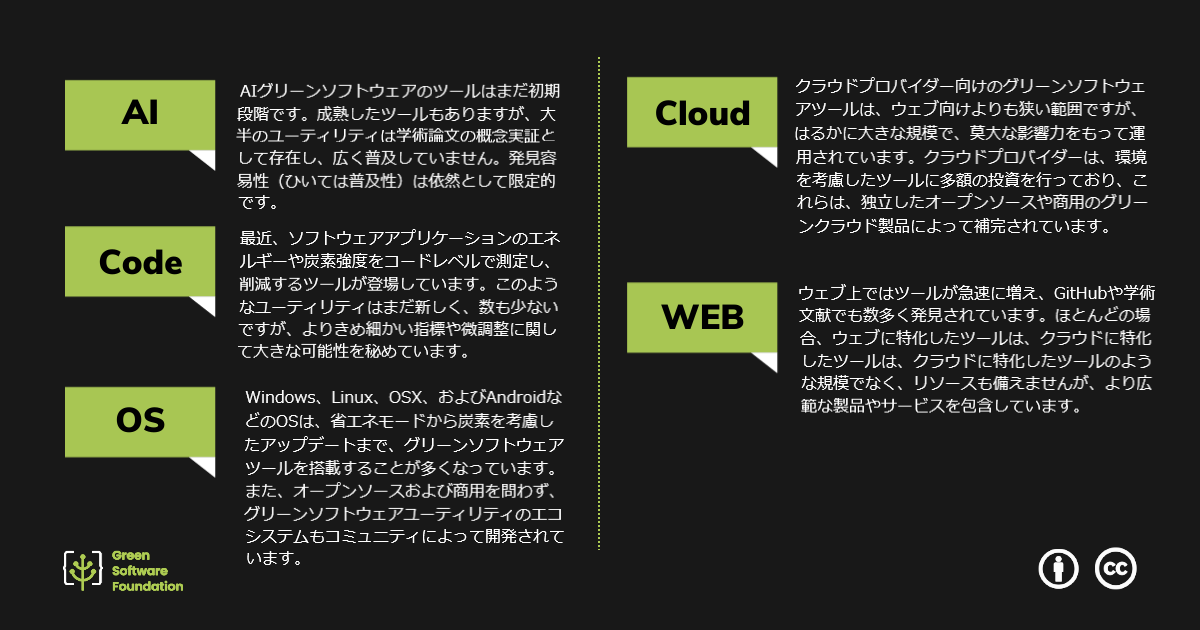 AI
AIグリーンソフトウェアのツールはまだ初期
段階です。成熟したツールもありますが、大
半のユーティリティは学術論文の概念実証と
して存在し、広く普及していません。発見容
易性（ひいては普及性）は依然として限定的
です。
Code
最近、ソフトウェアアプリケーションのエネ
ルギーや炭素強度をコードレベルで測定し、
削減するツールが登場しています。このよう
なユーティリティはまだ新しく、数も少ない
ですが、よりきめ細かい指標や微調整に関し
て大きな可能性を秘めています。
OS
Windows、Linux、OSX、およびAndroidな
どのOSは、省エネモードから炭素を考慮し
たアップデートまで、グリーンソフトウェア
ツールを搭載することが多くなっています。
また、オープンソースおよび商用を問わず、
グリーンソフトウェアユーティリティのエコ
システムもコミュニティによって開発されて
います。
Cloud
クラウドプロバイダー向けのグリーンソフトウェ
アツールは、ウェブ向けよりも狭い範囲ですが、
はるかに大きな規模で、莫大な影響力をもって運
用されています。クラウドプロバイダーは、環境
を考慮したツールに多額の投資を行っており、こ
れらは、独立したオープンソースや商用のグリー
ンクラウド製品によって補完されています。
WEB
ウェブ上ではツールが急速に増え、GitHubや学術
文献でも数多く発見されています。ほとんどの場
合、ウェブに特化したツールは、クラウドに特化
したツールは、クラウドに特化したツールのよう
な規模でなく、リソースも備えませんが、より広
範な製品やサービスを包含しています。
Green
Software
Foundation
cc